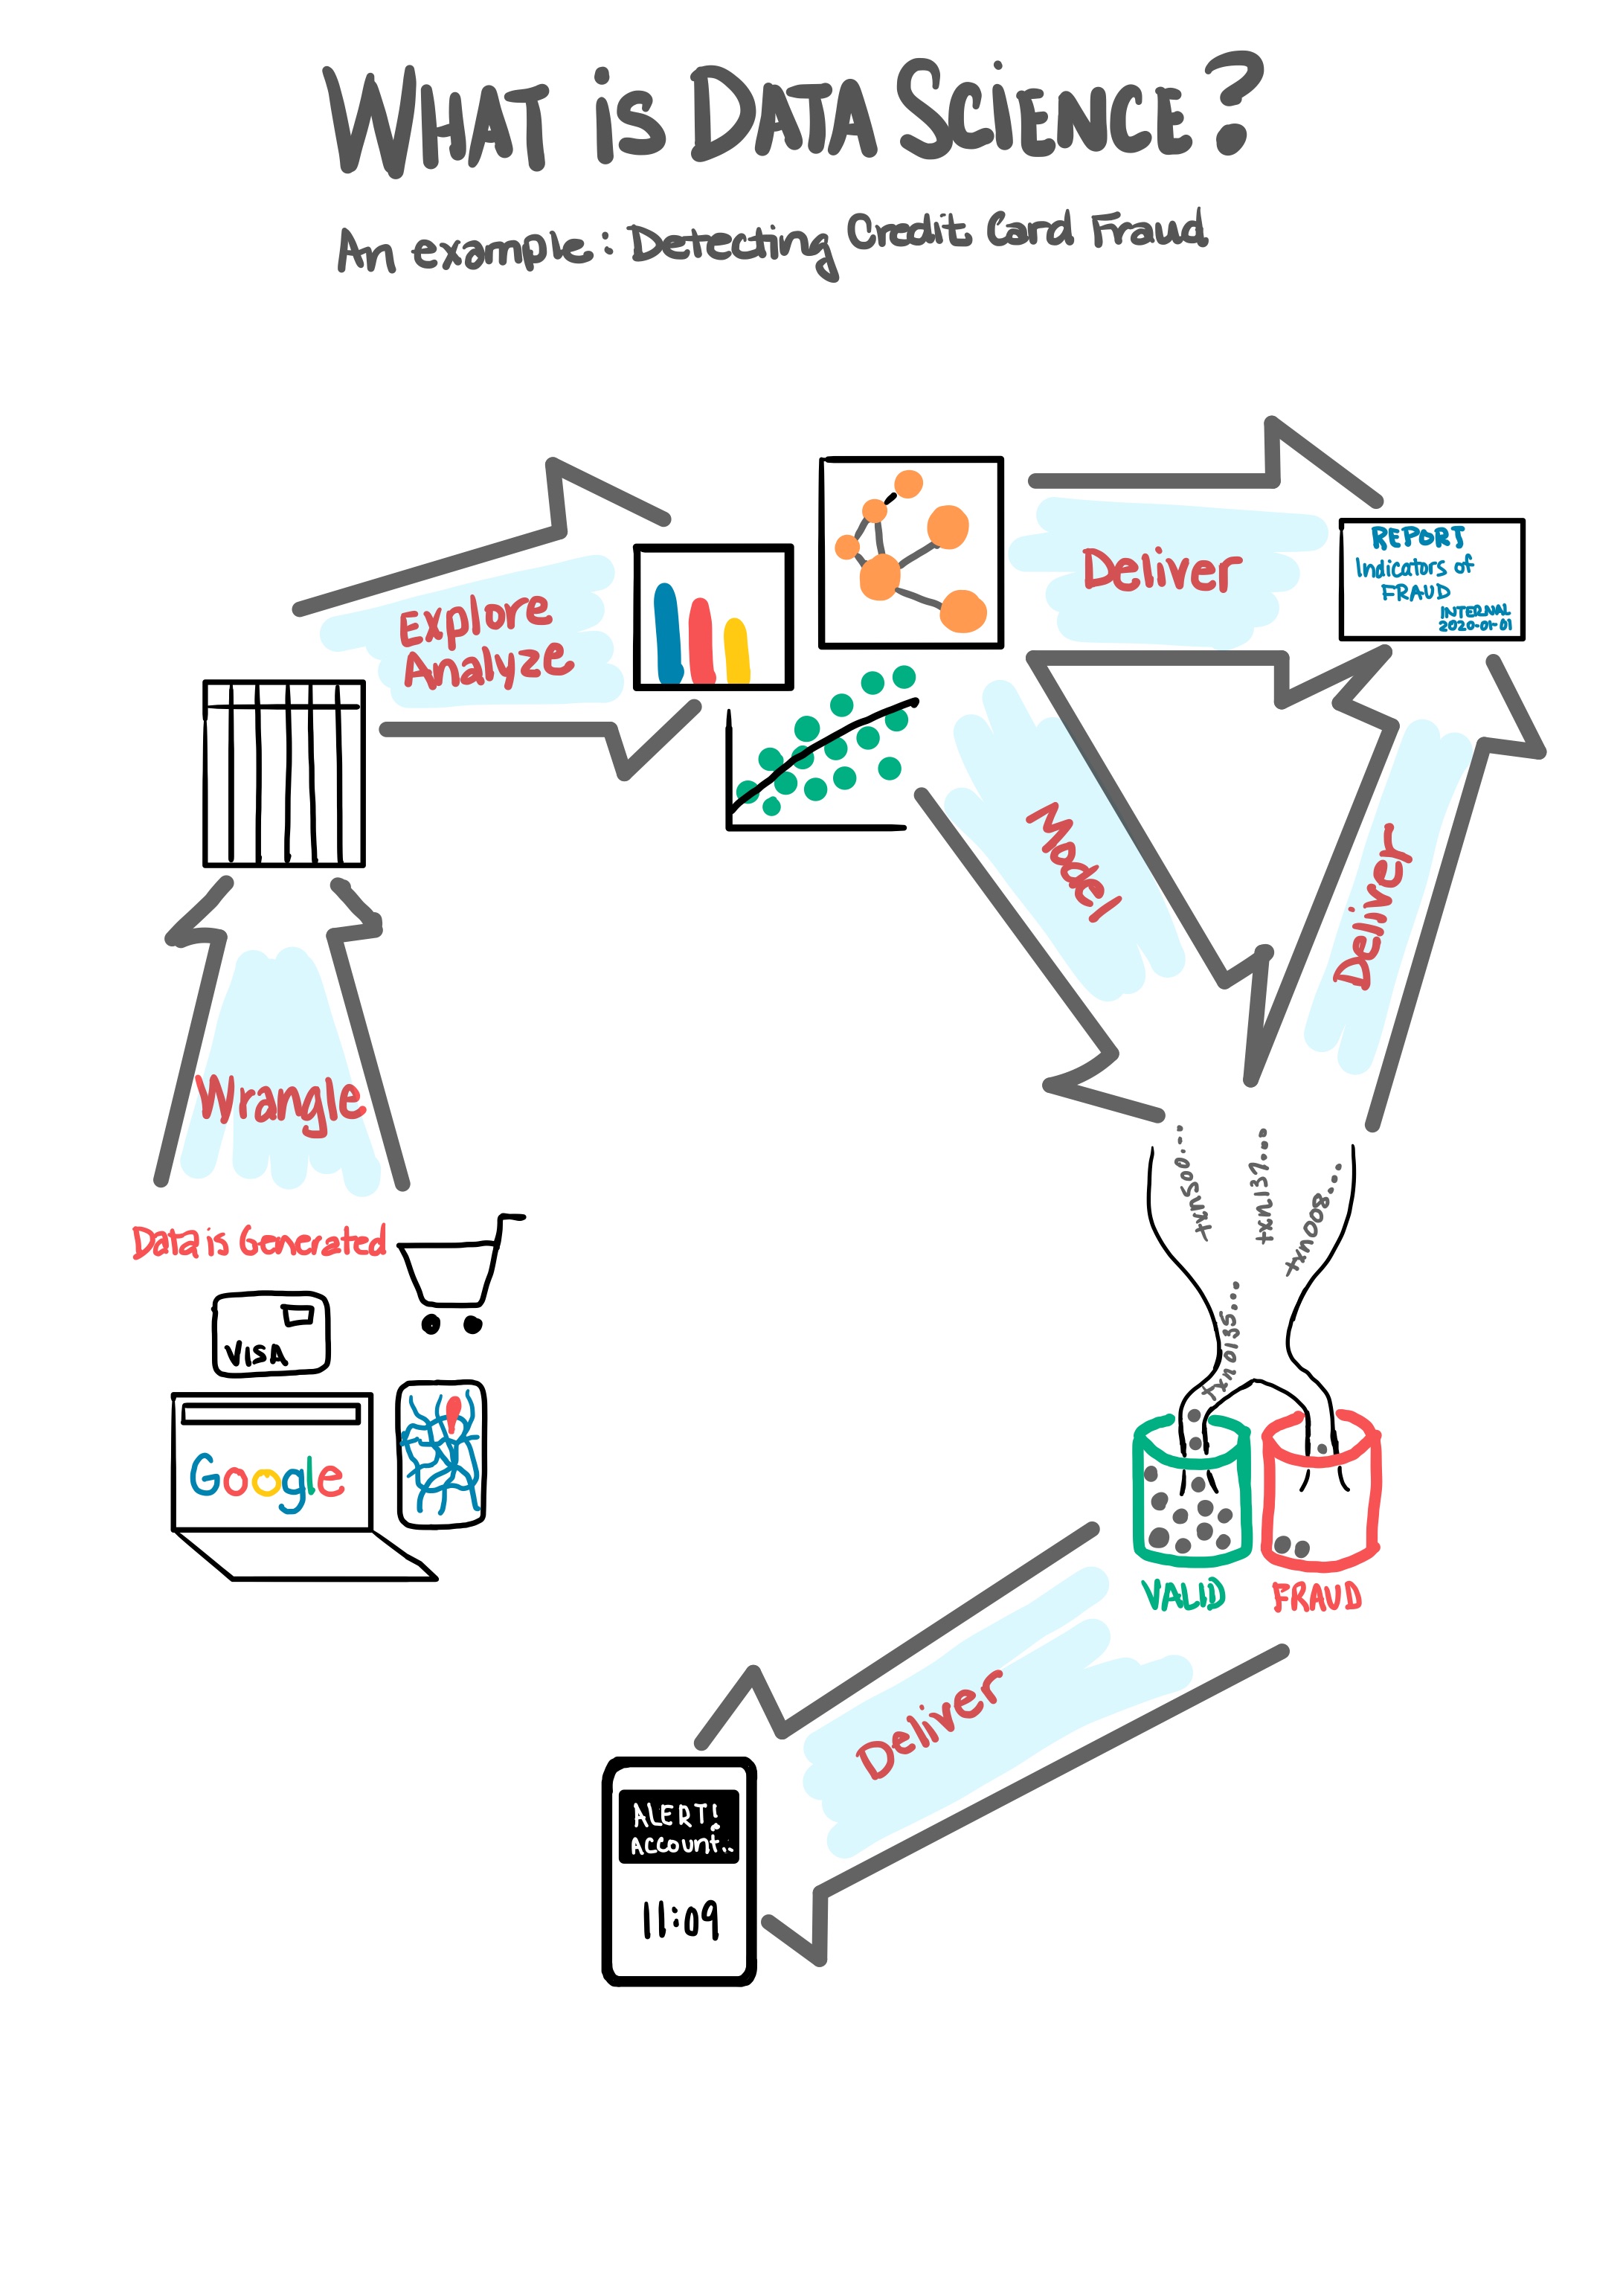 WHAT is DATA SCIENCE?
An example: Detecting Credit Card Fraud
Explore
Analyze
Deliver
REPORT
Indicators of
FRAUD
INTERNAL
2020-01-01
Model
Deliver
Wrangle
Data is Generated
VISA
Google
txn500...
txn137...
txn008...
txn0135...
VALID
FRAUD
Deliver
ALERT!
Account..
11:09